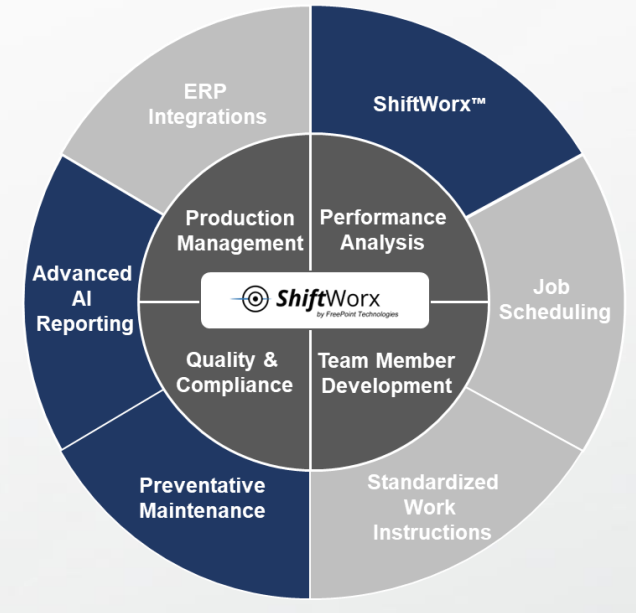 ERP
Integrations
ShiftWorx™
Production
Management
Performance
Analysis
Advanced
AI
Reporting
ShiftWorx
by FreePoint Technologies
Job
Scheduling
Quality &
Compliance
Team Member
Development
Preventative
Maintenance
Standardized
Work
Instructions